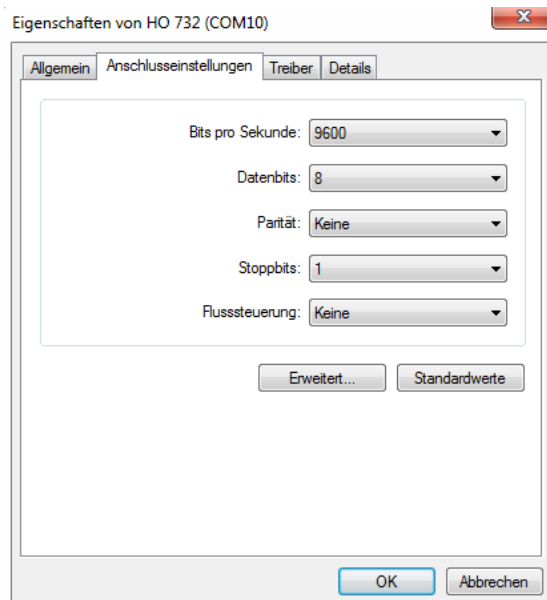 Eigenschaften von HO 732 (COM10)
Allgemein Anschlusseinstellungen Treiber Details
Bits pro Sekunde: 9600
Datenbits: 8
Parität: Keine
Stoppbits: 1
Flusssteuerung: Keine
Erweitert... Standardwerte
OK Abbrechen